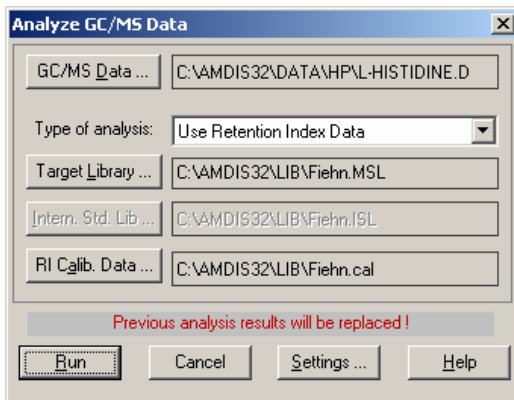 Analyze GC/MS Data
GC/MS Data ... C:\AMDIS32\DATA\HP\L-HISTIDINE.D
Type of analysis: Use Retention Index Data
Target Library ... C:\AMDIS32\LIB\Fiehn.MSL
Intern. Std. Lib ... C:\AMDIS32\LIB\Fiehn.ISL
RI Calib. Data ... C:\AMDIS32\LIB\Fiehn.cal
Previous analysis results will be replaced !
Run Cancel Settings ... Help